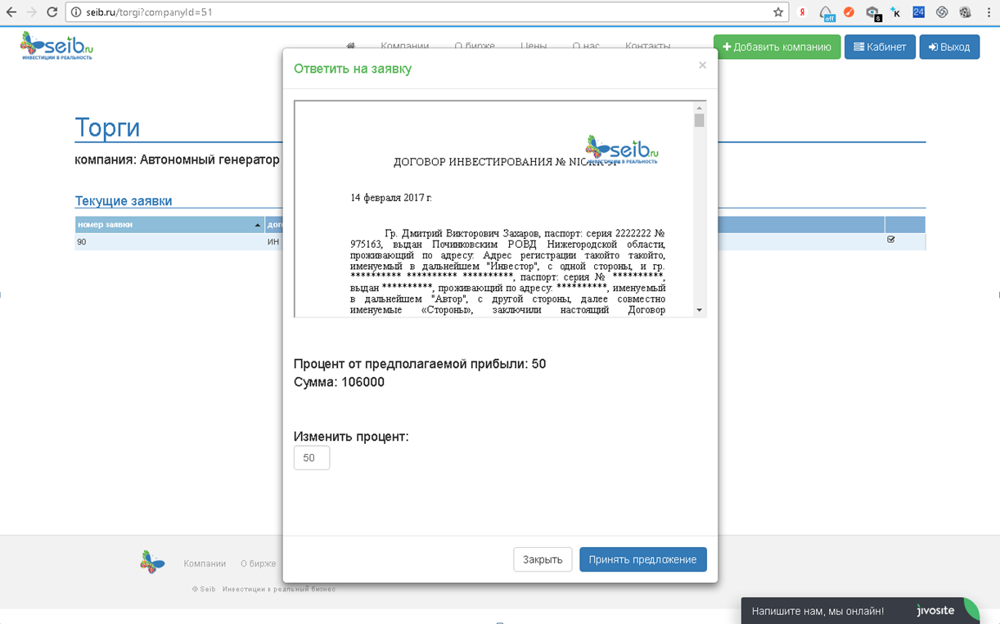 seib.ru/torgi?companyId=51
off
8
24
seib.ru
ИНВЕСТИЦИИ В РЕАЛЬНОСТЬ
Компании О бирже Цены О нас Контакты
Добавить компанию
Кабинет
Выход
Торги
компания: Автономный генератор
Текущие заявки
номер заявки
90
ИН
Ответить на заявку
×
seib.ru
ИНВЕСТИЦИИ В РЕАЛЬНОСТЬ
ДОГОВОР ИНВЕСТИРОВАНИЯ №
14 февраля 2017 г.
Гр. Дмитрий Викторович Захаров, паспорт: серия 2222222 №
975163, выдан Починковским РОВД Нижегородской области,
проживающий по адресу: Адрес регистрации такойто такойто,
именуемый в дальнейшем "Инвестор", с одной стороны, и гр.
********** ********** **********, паспорт: серия № **********,
выдан **********, проживающий по адресу: **********, именуемый
в дальнейшем "Автор", с другой стороны, далее совместно
именуемые «Стороны», заключили настоящий Договор
Процент от предполагаемой прибыли: 50
Сумма: 106000
Изменить процент:
50
Закрыть
Принять предложение
Компании О бирже
© Seib Инвестиции в реальный бизнес
Напишите нам, мы онлайн!
jivosite